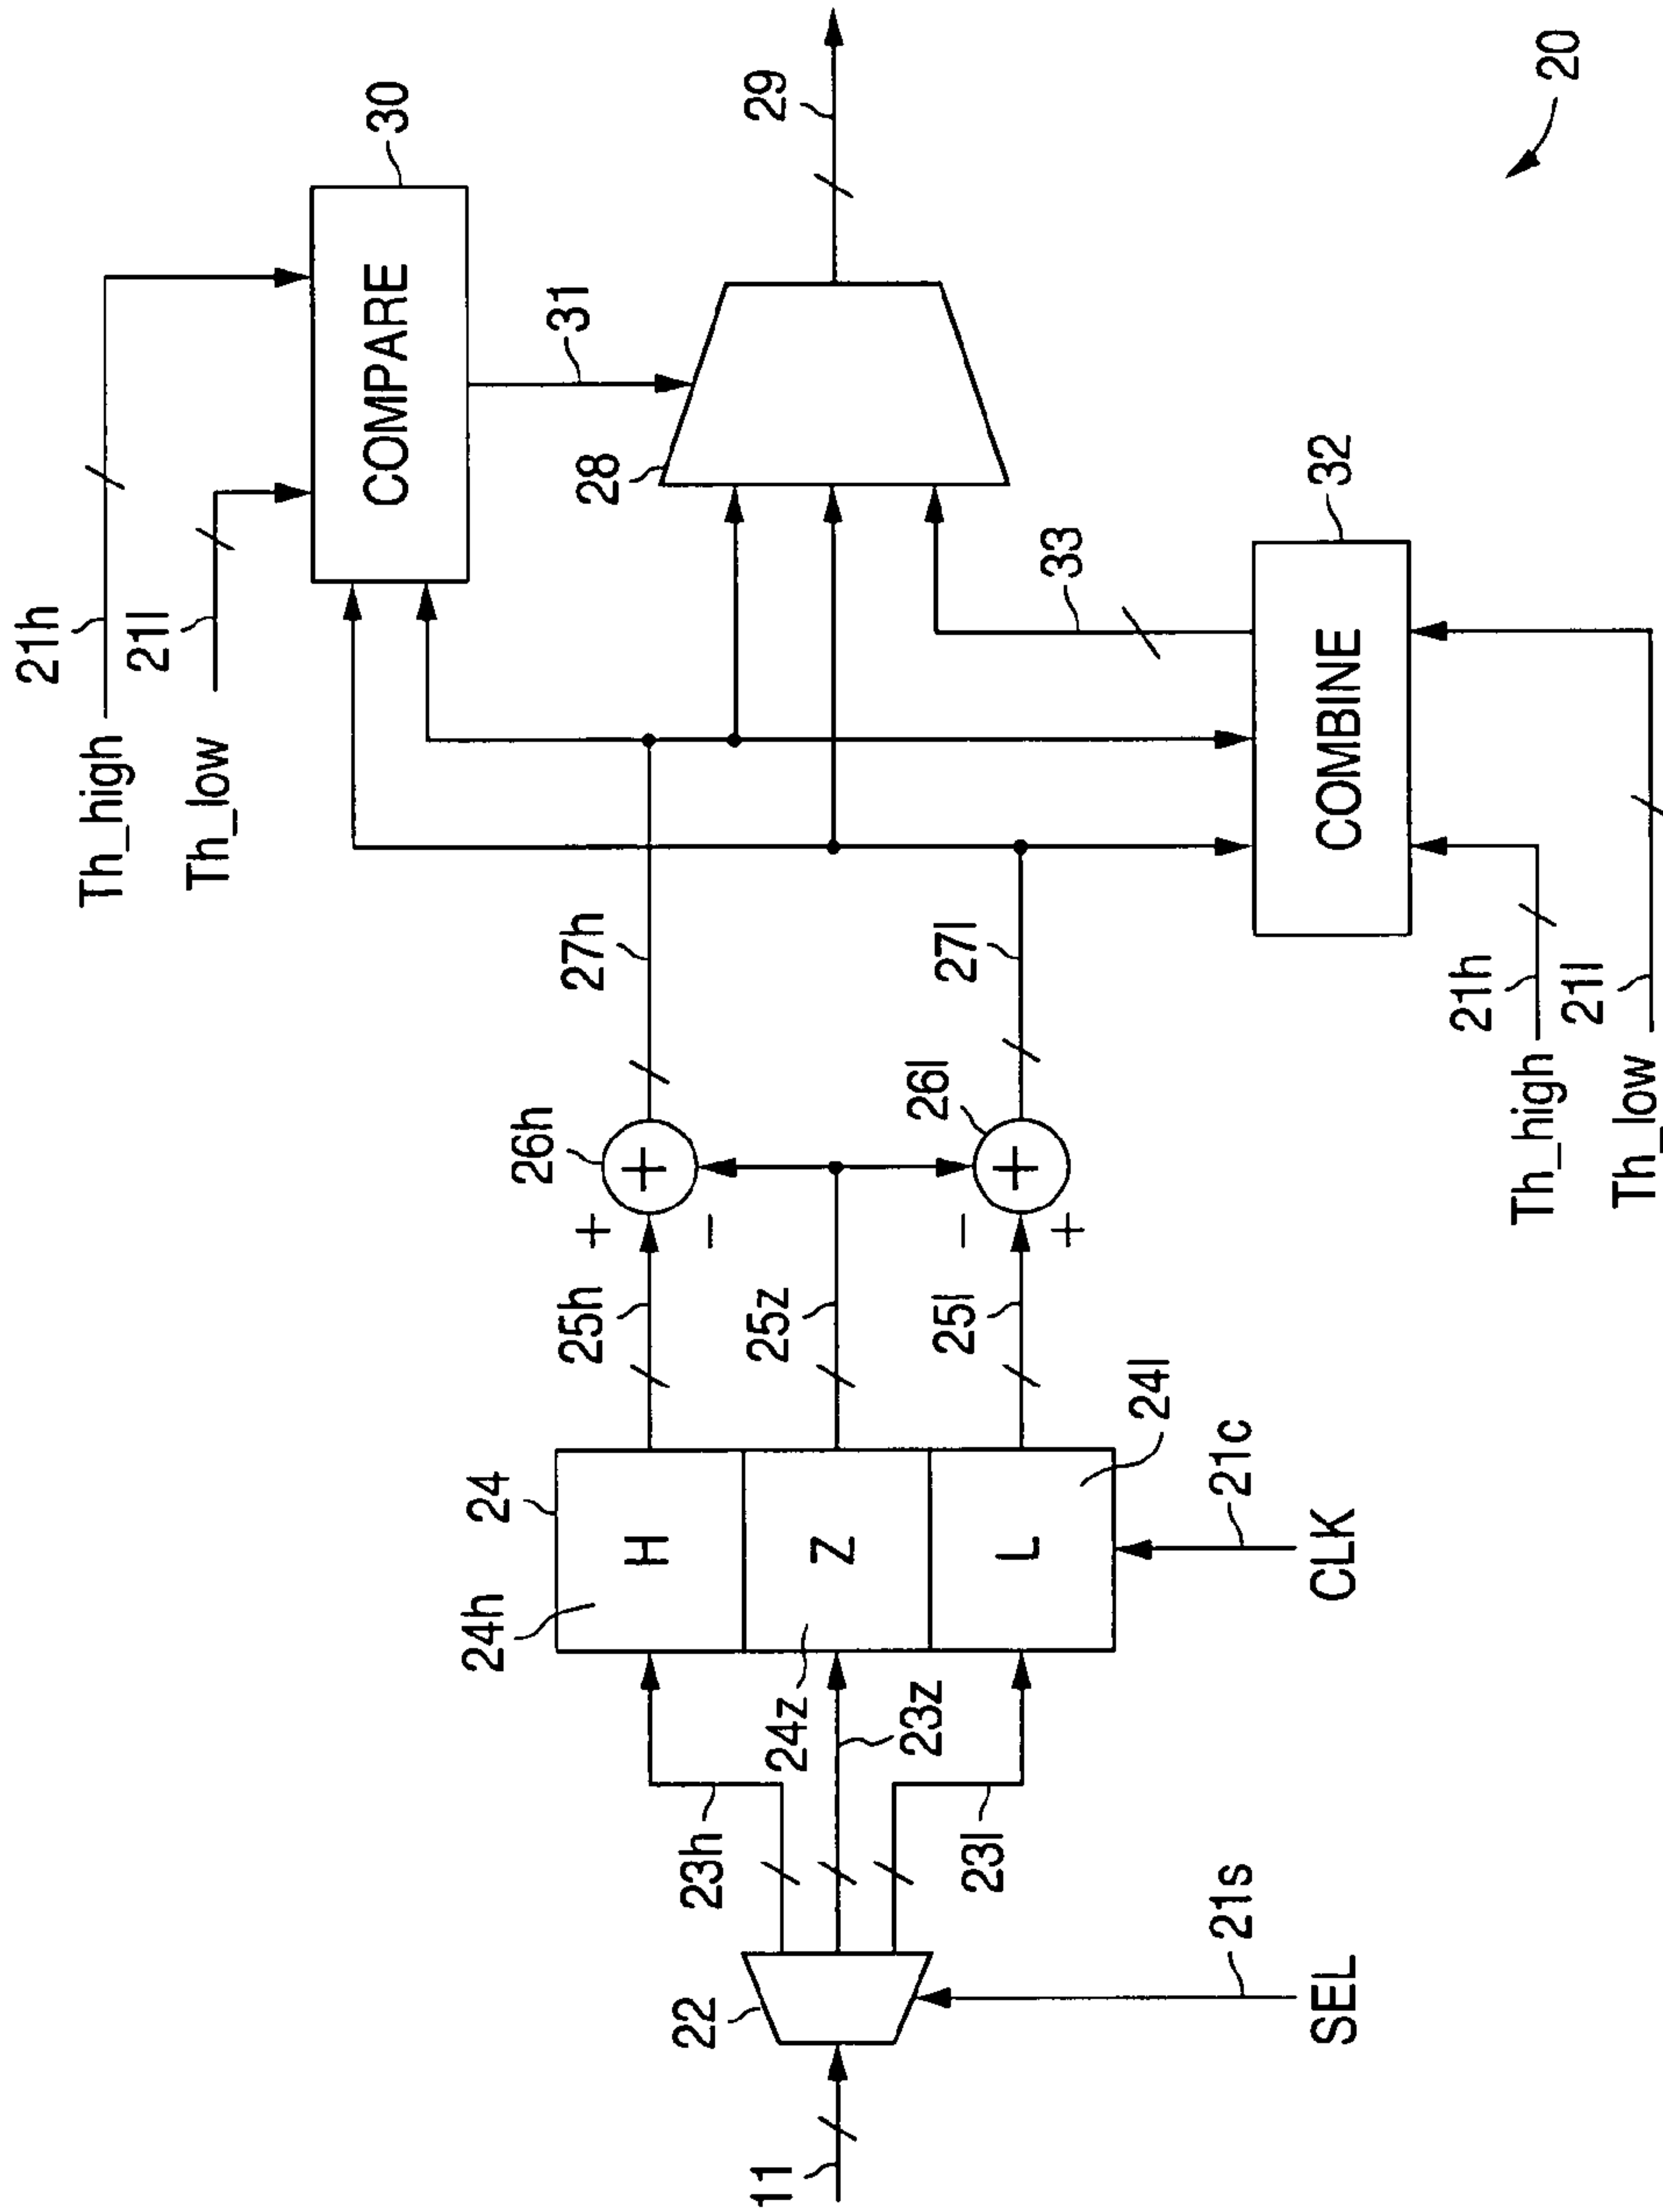 Th_high
21h
Th_low
21l
COMPARE
30
31
28
29
27h
27l
26h
+
+
−
26l
+
−
+
33
COMBINE
32
Th_high
21h
Th_low
21l
25h
25z
25l
24
24h
H
24z
Z
L
24l
CLK
21c
23h
23z
23l
22
SEL
21s
11
20